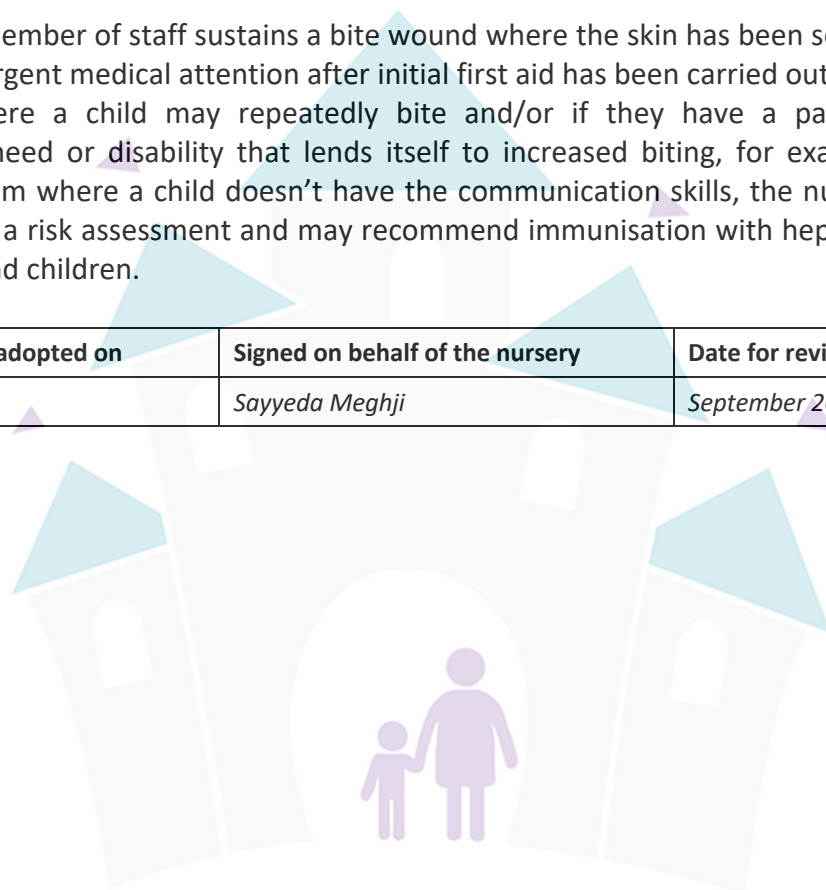 ember of staff sustains a bite wound where the skin has been se
rgent medical attention after initial first aid has been carried out
ere a child may repeatedly bite and/or if they have a pa
need or disability that lends itself to increased biting, for exa
m where a child doesn’t have the communication skills, the nu
a risk assessment and may recommend immunisation with hep
nd children.
adopted on Signed on behalf of the nursery Date for revi
Sayyeda Meghji September 2